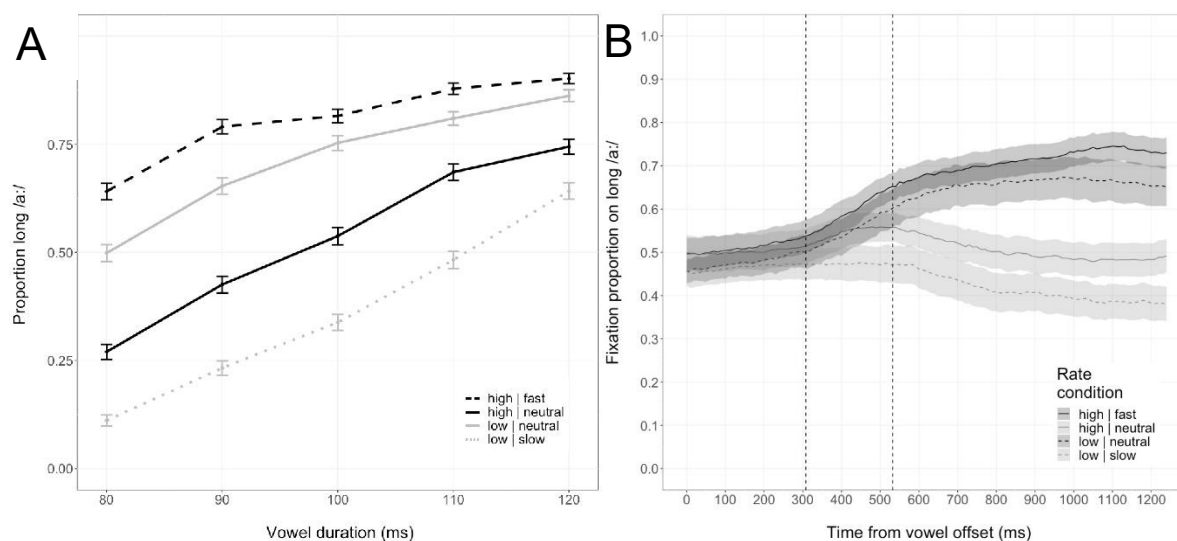 A
Proportion long /a:/
0.75
0.50
0.25
0.00
high | fast
high | neutral
low | neutral
low | slow
80
90
100
110
120
Vowel duration (ms)
B
Fixation proportion on long /a:/
1.0
0.9
0.8
0.7
0.6
0.5
0.4
0.3
0.2
0.1
0.0
Rate
condition
high | fast
high | neutral
low | neutral
low | slow
0
100
200
300
400
500
600
700
800
900
1000
1100
1200
Time from vowel offset (ms)